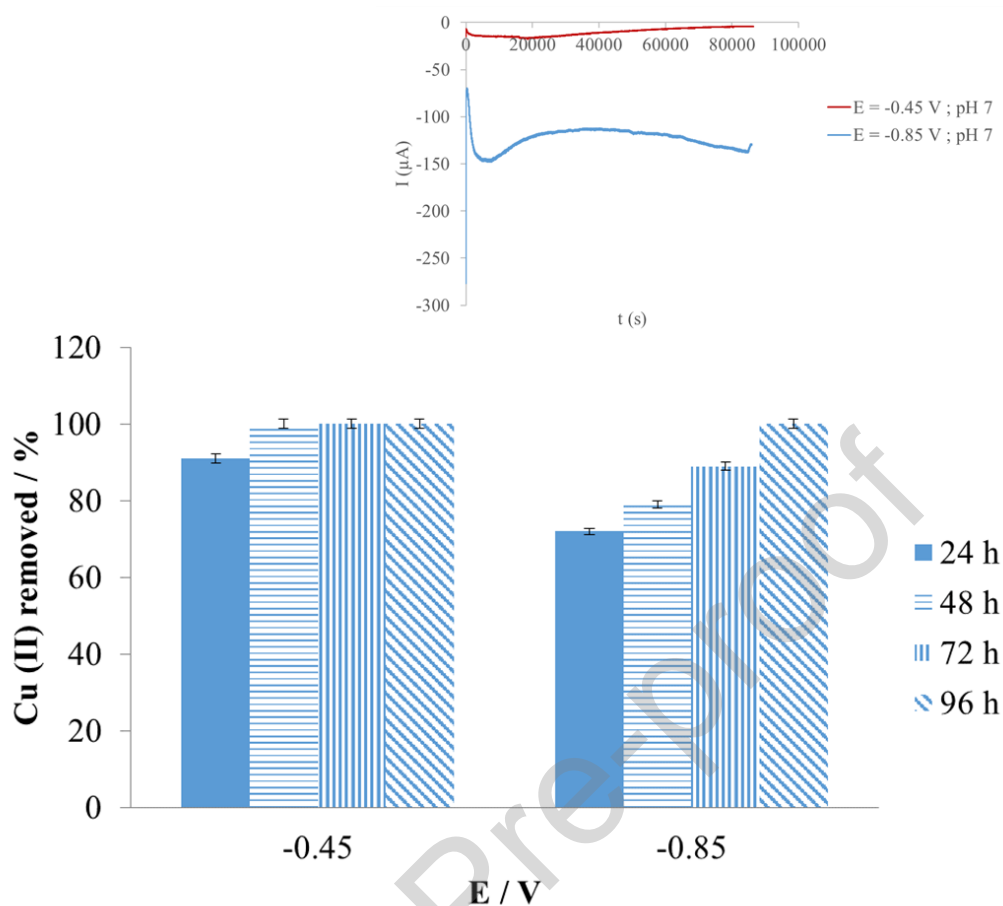 0
0 20000 40000 60000 80000 100000
-50
-100
-150
-200
-250
-300
I (µA)
t (s)
E = -0.45 V ; pH 7
E = -0.85 V ; pH 7
120
100
80
60
40
20
0
Cu (II) removed / %
-0.45 -0.85
E / V
24 h
48 h
72 h
96 h
Pre-proof